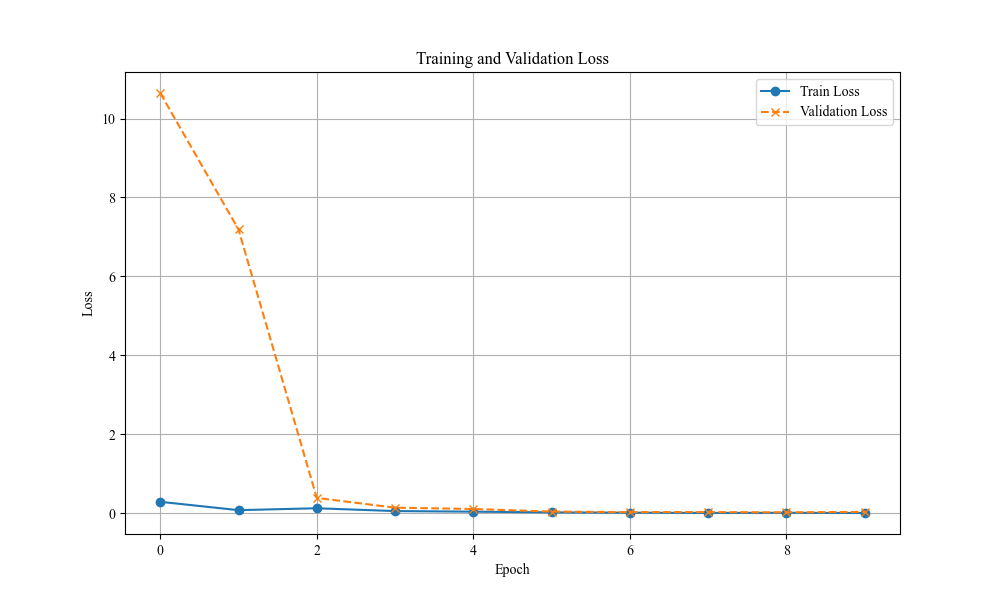 Training and Validation Loss
Train Loss
Validation Loss
10
8
6
4
2
0
Loss
0 2 4 6 8
Epoch